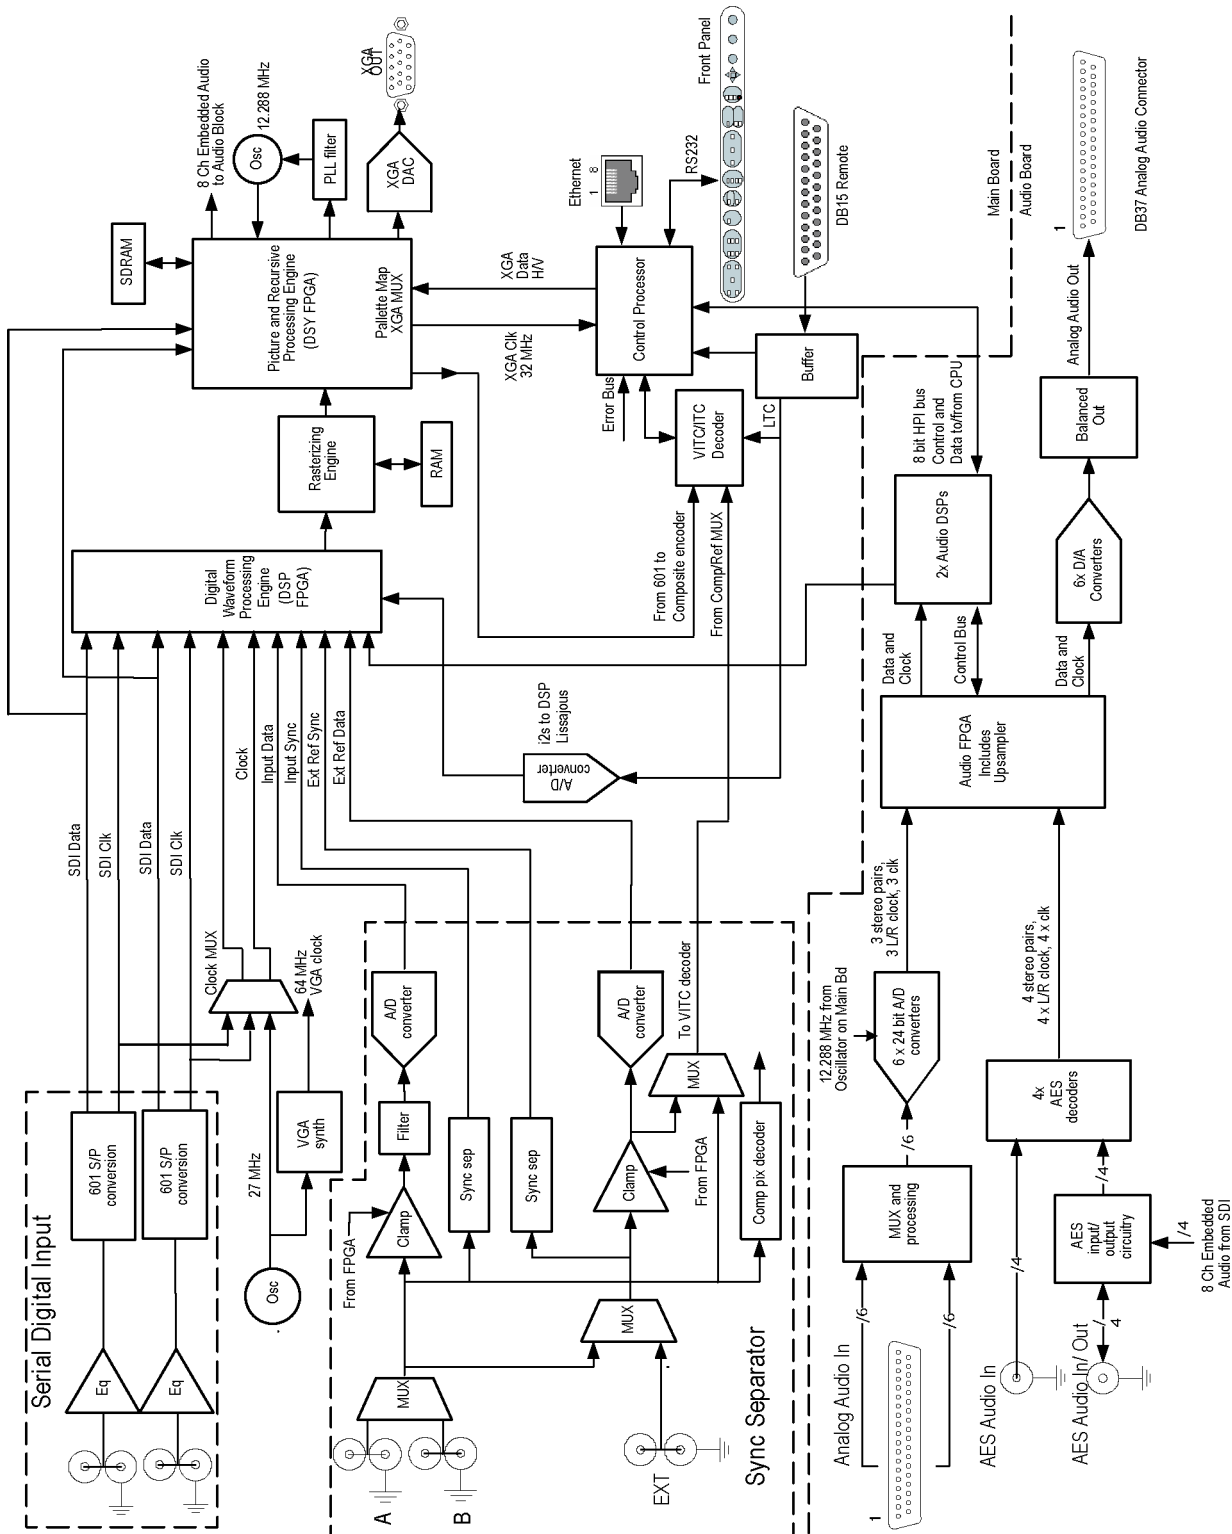 Serial Digital Input
Eq
Eq
601 S/P
conversion
601 S/P
conversion
SDI Data
SDI Clk
SDI Data
SDI Clk
Osc
27 MHz
VGA
synth
64 MHz
VGA clock
Clock MUX
Clock
Input Data
Input Sync
Ext Ref Sync
Ext Ref Data
Digital
Waveform
Processing
Engine
(DSP
FPGA)
Rasterizing
Engine
RAM
SDRAM
Picture and Recursive
Processing Engine
(DSY FPGA)
Pallette Map
XGA MUX
8 Ch Embedded Audio
to Audio Block
Osc
12.288 MHz
PLL filter
XGA
DAC
XGA
OUT
XGA
Data
H/V
XGA Clk
32 MHz
Ethernet
1 8
Control Processor
RS232
Front Panel
DB15 Remote
Buffer
LTC
Error Bus
VITC/ITC
Decoder
From 601 to
Composite encoder
From Comp/Ref MUX
i2s to DSP
Lissajous
A/D
converter
A
B
EXT
MUX
MUX
From FPGA
Clamp
Filter
A/D
converter
Sync sep
Sync sep
Clamp
From FPGA
A/D
converter
MUX
To VITC decoder
Comp pix decoder
Sync Separator
Main Board
Audio Board
Analog Audio In
1
/6
/6
MUX and
processing
/6
12.288 MHz from
Oscillator on Main Bd
6 x 24 bit A/D
converters
3 stereo pairs,
3 L/R clock, 3 clk
AES Audio In
/4
AES Audio In/ Out
/
4
AES
input/
output
circuitry
/4
8 Ch Embedded
Audio from SDI
/4
4x
AES
decoders
4 stereo pairs,
4 x L/R clock, 4 x clk
Audio FPGA
Includes
Upsampler
Data and
Clock
Control Bus
Data and
Clock
2x Audio DSPs
8 bit HPI bus
Control and
Data to/from CPU
6x D/A
Converters
Balanced
Out
Analog Audio Out
1
DB37 Analog Audio Connector